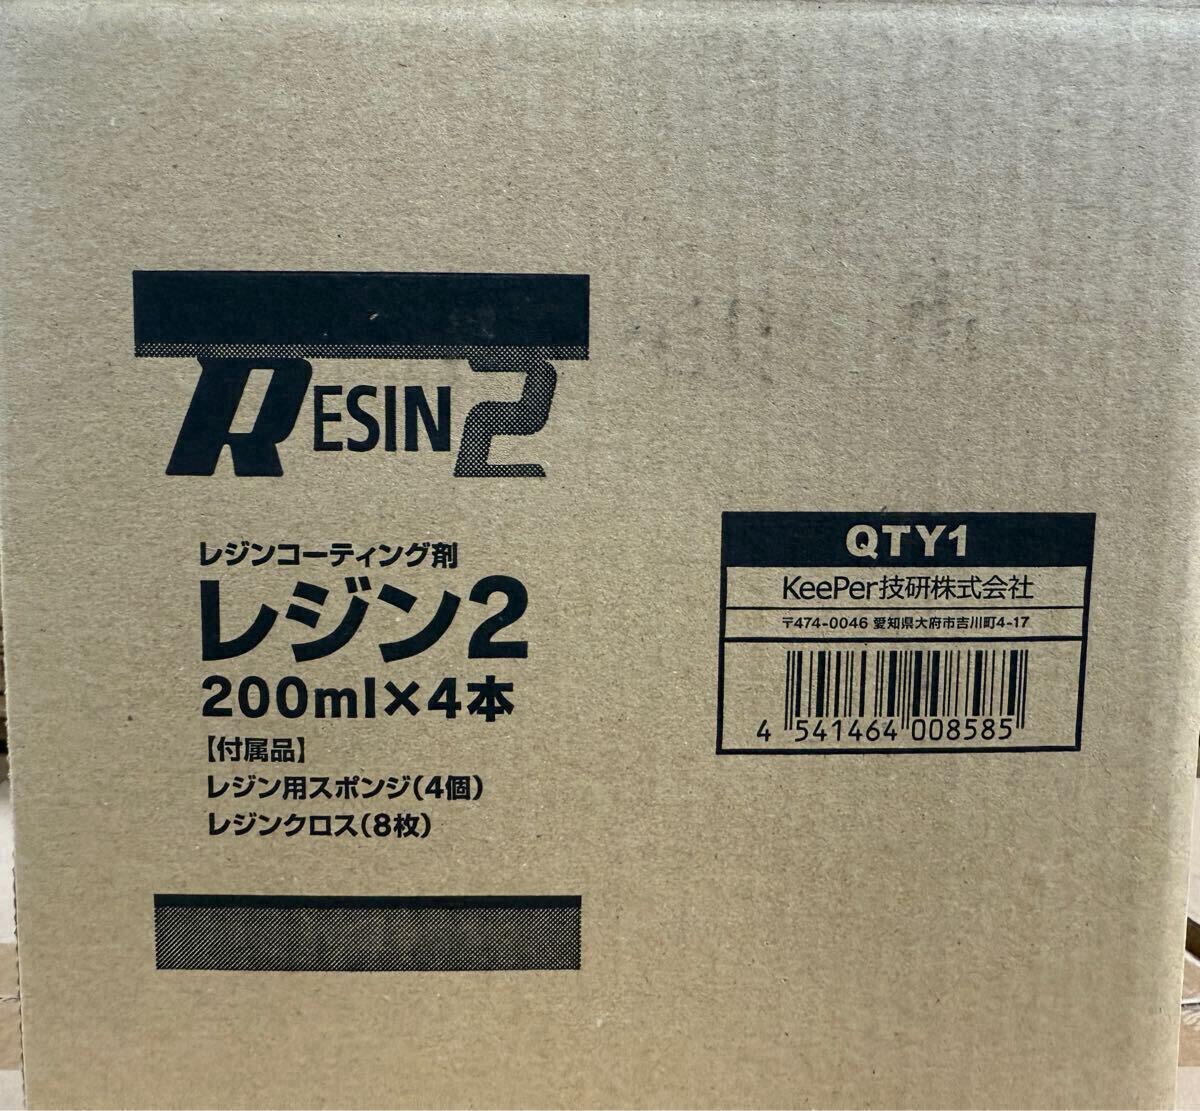 RESIN2
レジンコーティング剤
レジン2
200ml×4本
【付属品】
レジン用スポンジ(4個)
レジンクロス(8枚)
QTY1
KeePer技研株式会社
〒474-0046 愛知県大府市吉川町4-17
4 541464 008585